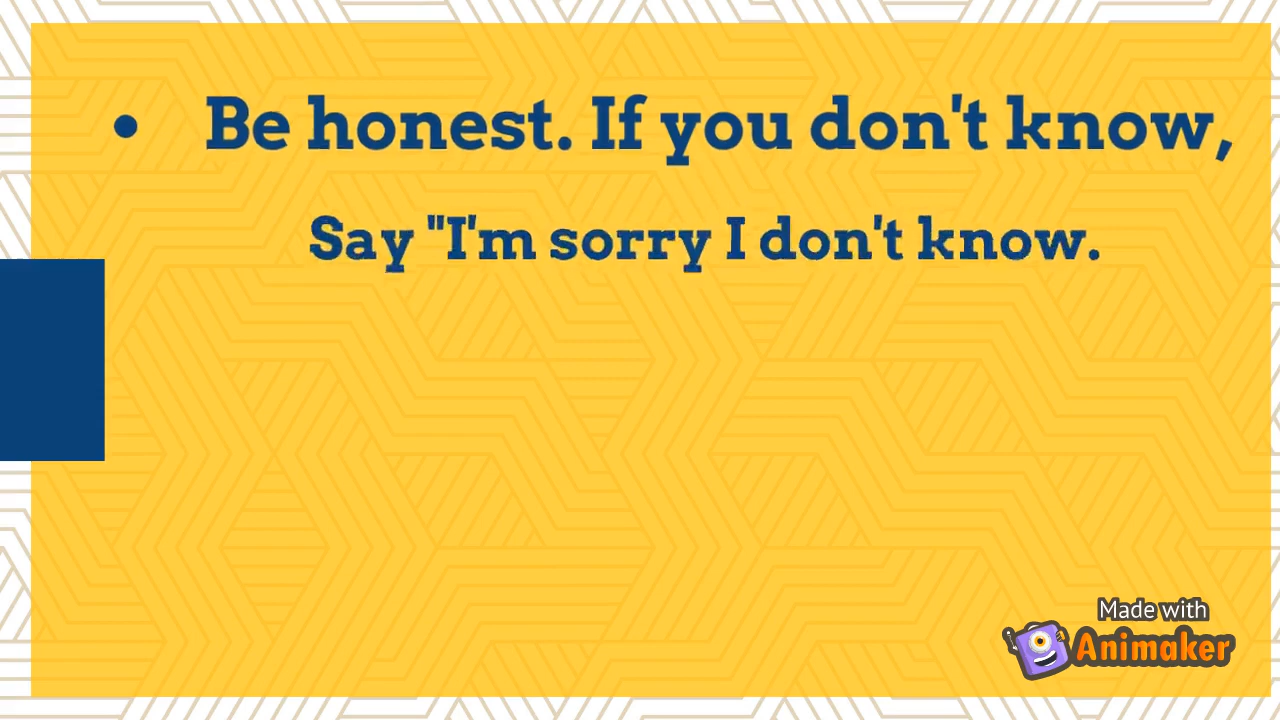 • Be honest. If you don't know,
Say "I'm sorry I don't know.
Made with
Animaker